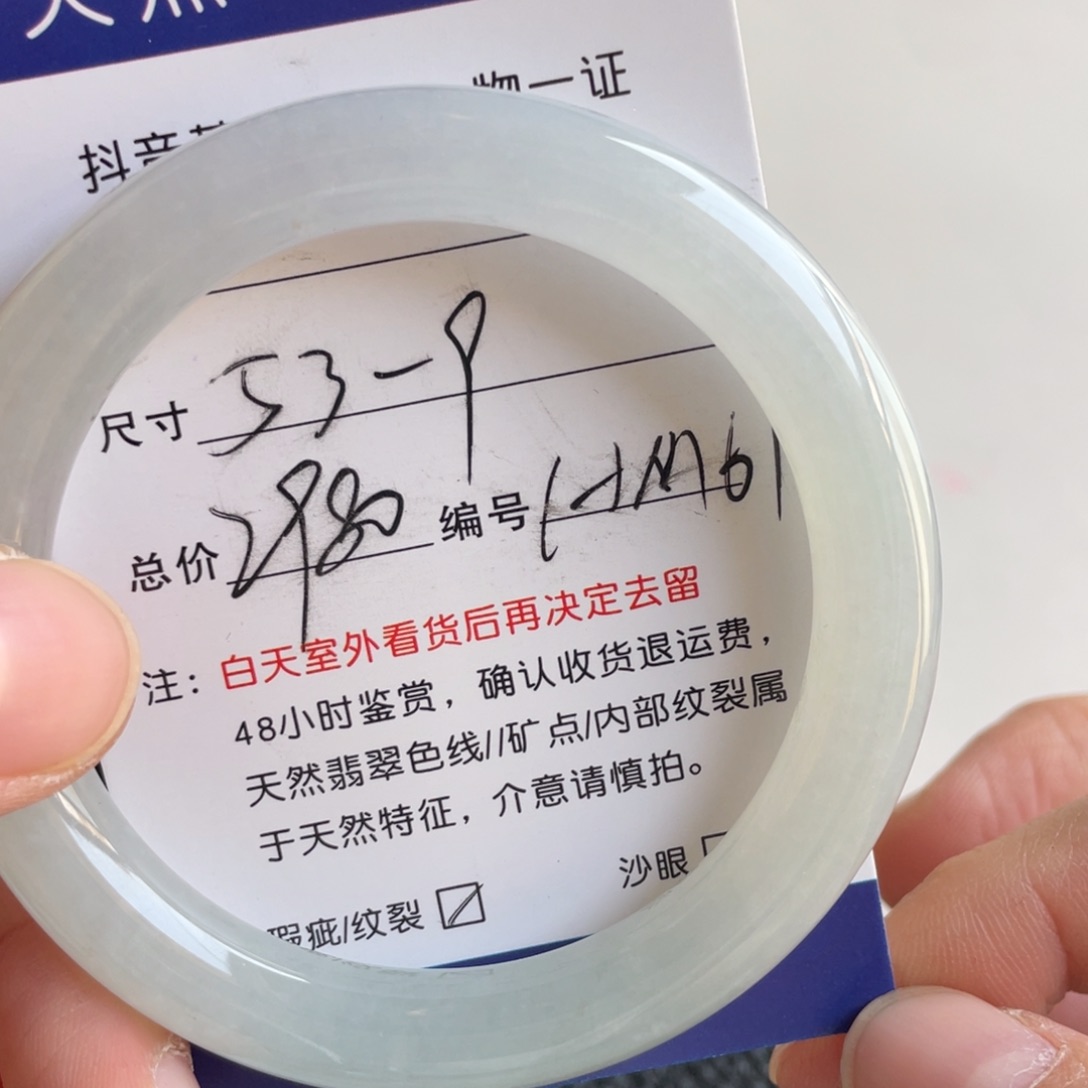 天然
抖音
物一证
尺寸 53-9
总价 2980 编号 HM61
注：白天室外看货后再决定去留
48小时鉴赏，确认收货退运费，
天然翡翠色线//矿点/内部纹裂属
于天然特征，介意请慎拍。
瑕疵/纹裂 ☑ 沙眼 □